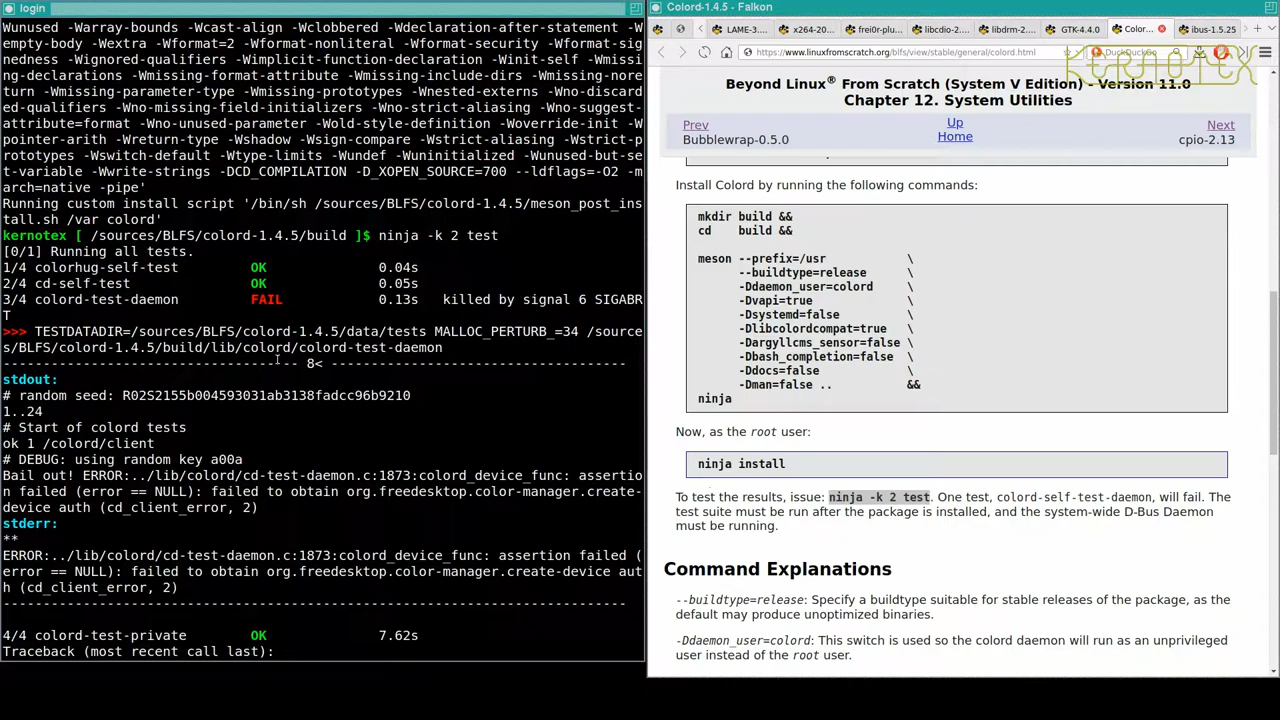 login
Wunused -Warray-bounds -Wcast-align -Wclobbered -Wdeclaration-after-statement -W
empty-body -Wextra -Wformat=2 -Wformat-nonliteral -Wformat-security -Wformat-sig
nedness -Wignored-qualifiers -Wimplicit-function-declaration -Winit-self -Wmissi
ng-declarations -Wmissing-format-attribute -Wmissing-include-dirs -Wmissing-nore
turn -Wmissing-parameter-type -Wmissing-prototypes -Wnested-externs -Wno-discard
ed-qualifiers -Wno-missing-field-initializers -Wno-strict-aliasing -Wno-suggest-
attribute=format -Wno-unused-parameter -Wold-style-definition -Woverride-init -W
pointer-arith -Wreturn-type -Wshadow -Wsign-compare -Wstrict-aliasing -Wstrict-p
rototypes -Wswitch-default -Wtype-limits -Wundef -Wuninitialized -Wunused-but-se
t-variable -Wwrite-strings -DCD_COMPILATION -D_XOPEN_SOURCE=700 --ldflags=-O2 -m
arch=native -pipe'
Running custom install script '/bin/sh /sources/BLFS/colord-1.4.5/meson_post_ins
tall.sh /var colord'
kernotex [ /sources/BLFS/colord-1.4.5/build ]$ ninja -k 2 test
[0/1] Running all tests.
1/4 colorhug-self-test OK 0.04s
2/4 cd-self-test OK 0.05s
3/4 colord-test-daemon FAIL 0.13s killed by signal 6 SIGABR
T
>>> TESTDATADIR=/sources/BLFS/colord-1.4.5/data/tests MALLOC_PERTURB_=34 /source
s/BLFS/colord-1.4.5/build/lib/colord/colord-test-daemon
------------------------------------- 8< -------------------------------------
stdout:
# random seed: R02S2155b004593031ab3138fadcc96b9210
1..24
# Start of colord tests
ok 1 /colord/client
# DEBUG: using random key a00a
Bail out! ERROR:../lib/colord/cd-test-daemon.c:1873:colord_device_func: assertio
n failed (error == NULL): failed to obtain org.freedesktop.color-manager.create-
device auth (cd_client_error, 2)
stderr:
**
ERROR:../lib/colord/cd-test-daemon.c:1873:colord_device_func: assertion failed (
error == NULL): failed to obtain org.freedesktop.color-manager.create-device aut
h (cd_client_error, 2)
------------------------------------------------------------------------------
4/4 colord-test-private OK 7.62s
Traceback (most recent call last):
Colord-1.4.5 - Falkon
LAME-3.... x264-20... frei0r-plu... libcdio-2... libdrm-2... GTK-4.4.0 Color... ibus-1.5.25
https://www.linuxfromscratch.org/blfs/view/stable/general/colord.html DuckDuckGo
KERNOTEX
Beyond Linux® From Scratch (System V Edition) - Version 11.0
Chapter 12. System Utilities
Prev Up Next
Bubblewrap-0.5.0 Home cpio-2.13
Install Colord by running the following commands:
mkdir build &&
cd build &&
meson --prefix=/usr \
--buildtype=release \
-Ddaemon_user=colord \
-Dvapi=true \
-Dsystemd=false \
-Dlibcolordcompat=true \
-Dargyllcms_sensor=false \
-Dbash_completion=false \
-Ddocs=false \
-Dman=false .. &&
ninja
Now, as the root user:
ninja install
To test the results, issue: ninja -k 2 test. One test, colord-self-test-daemon, will fail. The
test suite must be run after the package is installed, and the system-wide D-Bus Daemon
must be running.
Command Explanations
--buildtype=release: Specify a buildtype suitable for stable releases of the package, as the
default may produce unoptimized binaries.
-Ddaemon_user=colord: This switch is used so the colord daemon will run as an unprivileged
user instead of the root user.